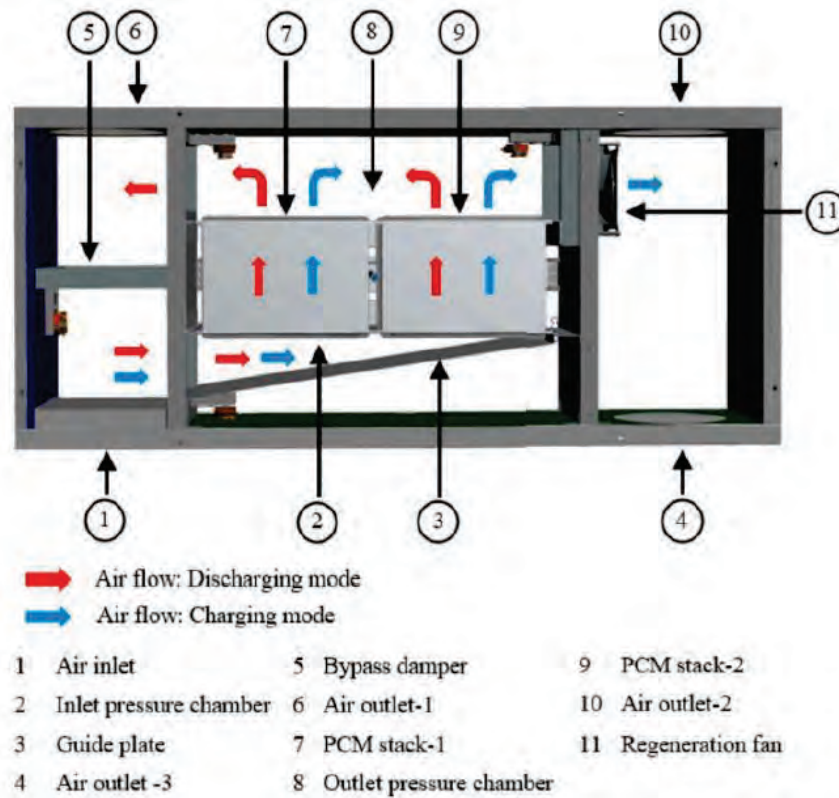 5 6 7 8 9 10
11
1 2 3 4
Air flow: Discharging mode
Air flow: Charging mode
1 Air inlet 5 Bypass damper 9 PCM stack-2
2 Inlet pressure chamber 6 Air outlet-1 10 Air outlet-2
3 Guide plate 7 PCM stack-1 11 Regeneration fan
4 Air outlet -3 8 Outlet pressure chamber